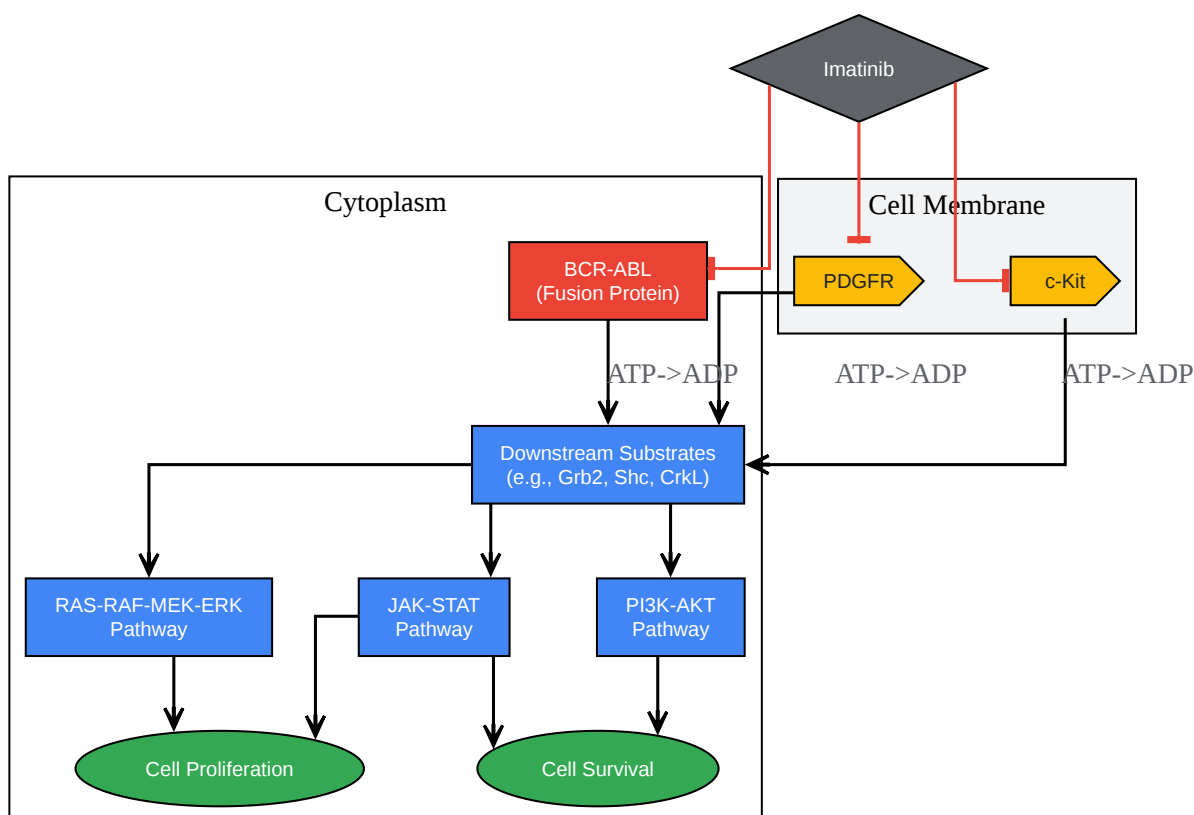 Imatinib
Cytoplasm
Cell Membrane
BCR-ABL
(Fusion Protein)
PDGFR
c-Kit
ATP->ADP
ATP->ADP
ATP->ADP
Downstream Substrates
(e.g., Grb2, Shc, CrkL)
RAS-RAF-MEK-ERK
Pathway
JAK-STAT
Pathway
PI3K-AKT
Pathway
Cell Proliferation
Cell Survival